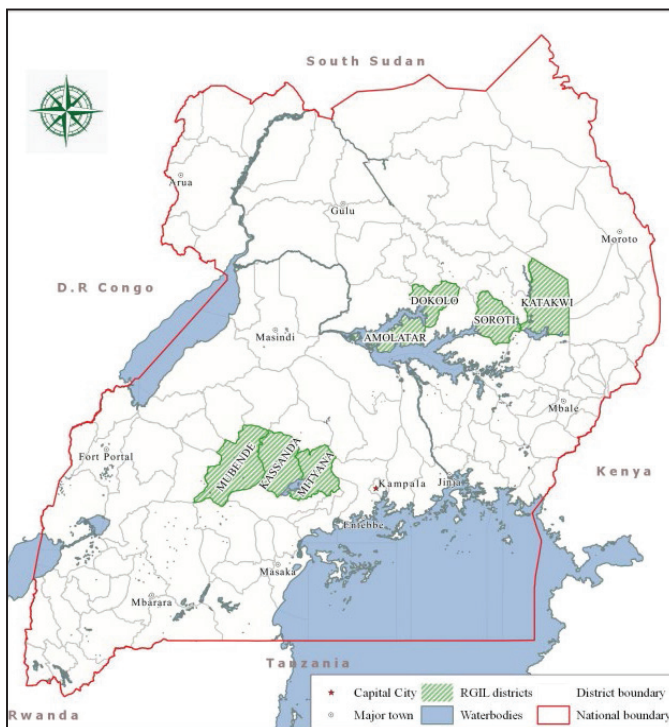 South Sudan
Arua
Gulu
Moroto
D.R Congo
DOKOLO
KATAKWI
SOROTI
Masindi
AMOLATAR
Mbale
MUBENDE
KASSANDA
MITYANA
Fort Portal
Kenya
Kampala
Jinja
Entebbe
Masaka
Mbarara
Tanzania
Rwanda
Capital City
RGIL districts
District boundary
Major town
Waterbodies
National boundary